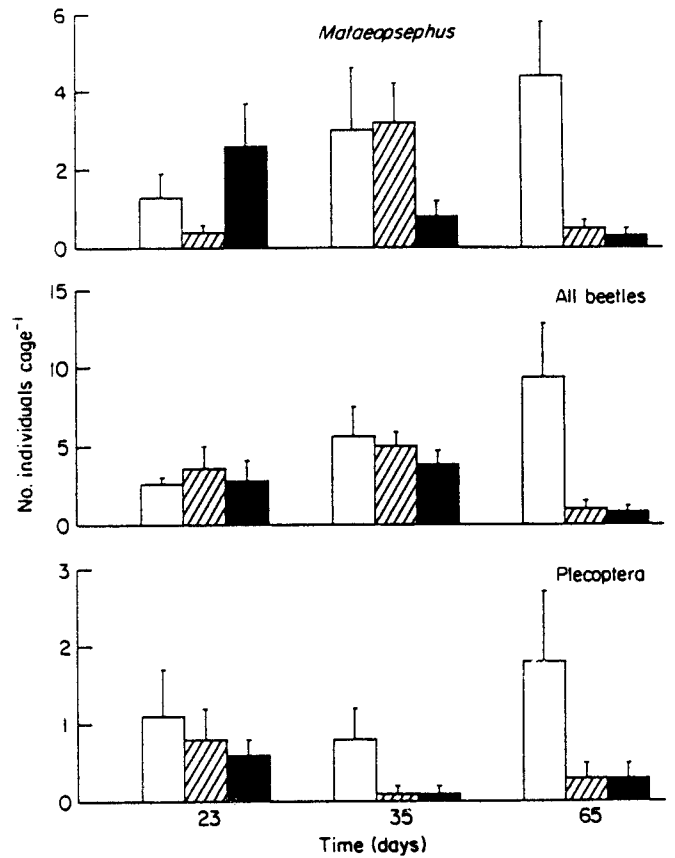 Mataeopsephus
6
4
2
0
All beetles
15
10
5
0
Plecoptera
3
2
1
0
No. individuals cage⁻¹
23 35 65
Time (days)